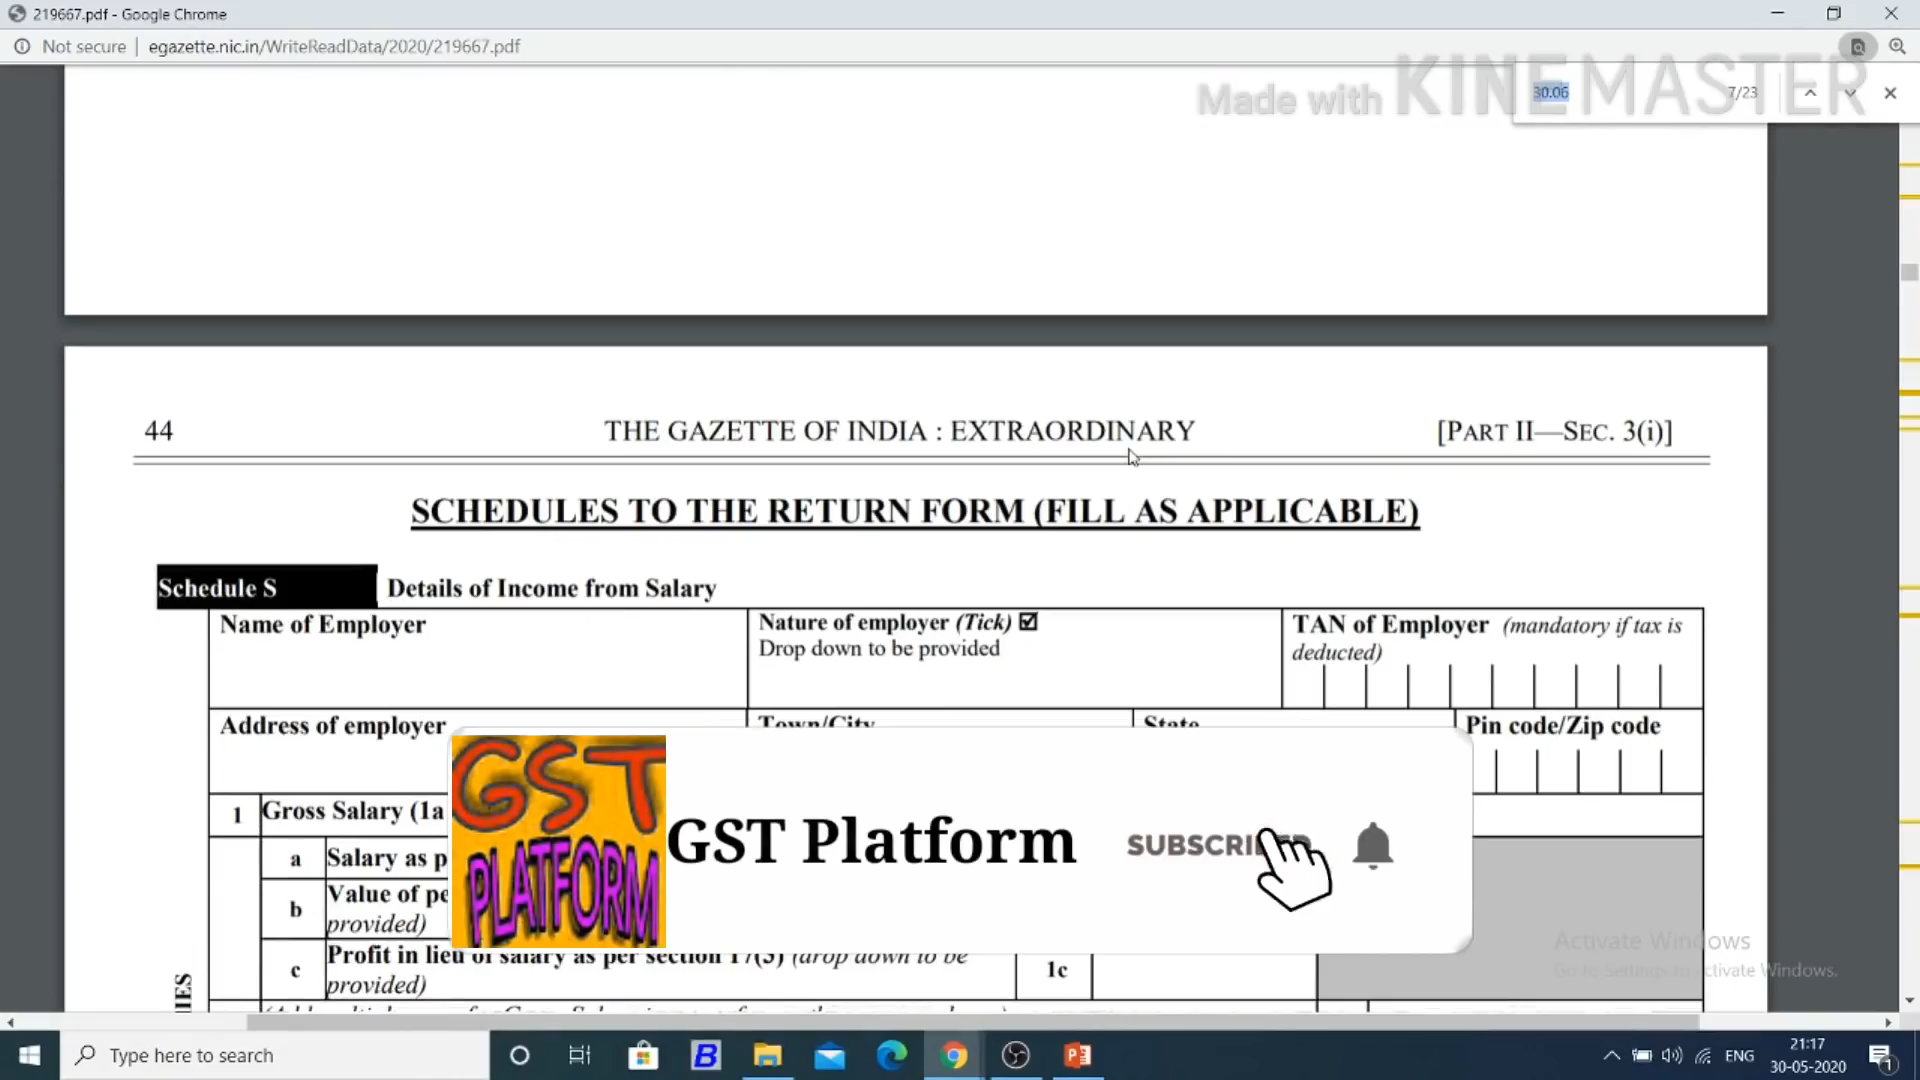 219667.pdf - Google Chrome
Not secure | egazette.nic.in/WriteReadData/2020/219667.pdf
Made with KINEMASTER
30.06 7/23
44 THE GAZETTE OF INDIA : EXTRAORDINARY [PART II—SEC. 3(i)]
SCHEDULES TO THE RETURN FORM (FILL AS APPLICABLE)
Schedule S Details of Income from Salary
Name of Employer
Nature of employer (Tick) ☑
Drop down to be provided
TAN of Employer (mandatory if tax is
deducted)
Address of employer Town/City State Pin code/Zip code
1 Gross Salary (1a
a Salary as p
b Value of pe
provided)
c Profit in lieu of salary as per section 17(3) (drop down to be
provided)
1c
GST PLATFORM
GST Platform
SUBSCRIBED
Activate Windows
Go to Settings to activate Windows.
Type here to search
ENG
21:17
30-05-2020
1